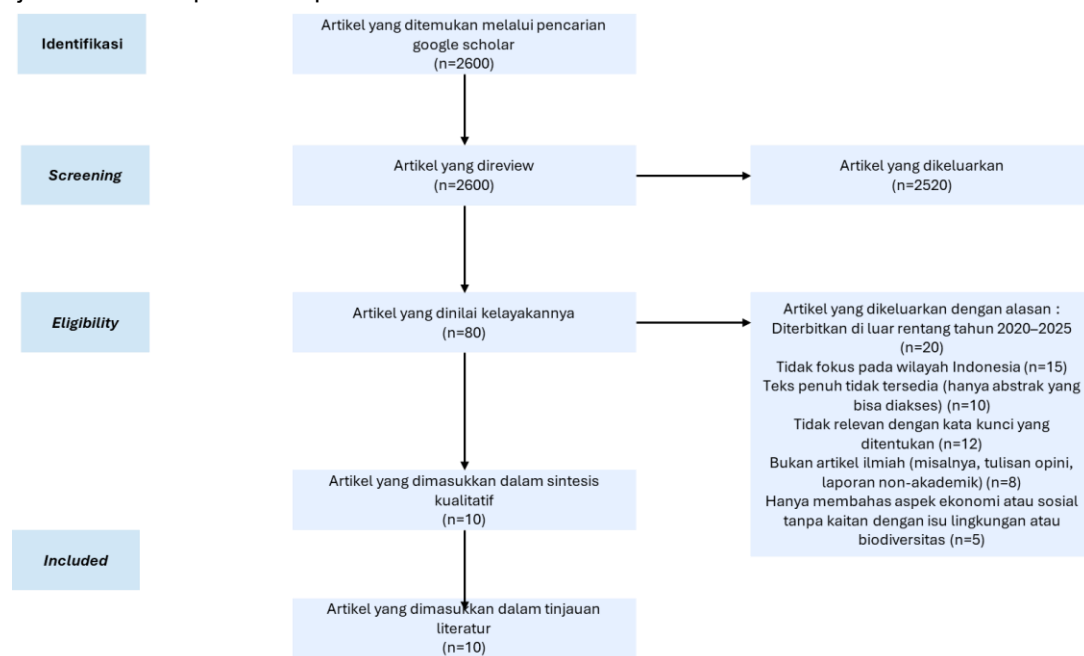 Identifikasi
Artikel yang ditemukan melalui pencarian
google scholar
(n=2600)
Screening
Artikel yang direview
(n=2600)
Artikel yang dikeluarkan
(n=2520)
Eligibility
Artikel yang dinilai kelayakannya
(n=80)
Artikel yang dikeluarkan dengan alasan :
Diterbitkan di luar rentang tahun 2020–2025
(n=20)
Tidak fokus pada wilayah Indonesia (n=15)
Teks penuh tidak tersedia (hanya abstrak yang
bisa diakses) (n=10)
Tidak relevan dengan kata kunci yang
ditentukan (n=12)
Bukan artikel ilmiah (misalnya, tulisan opini,
laporan non-akademik) (n=8)
Hanya membahas aspek ekonomi atau sosial
tanpa kaitan dengan isu lingkungan atau
biodiversitas (n=5)
Artikel yang dimasukkan dalam sintesis
kualitatif
(n=10)
Included
Artikel yang dimasukkan dalam tinjauan
literatur
(n=10)